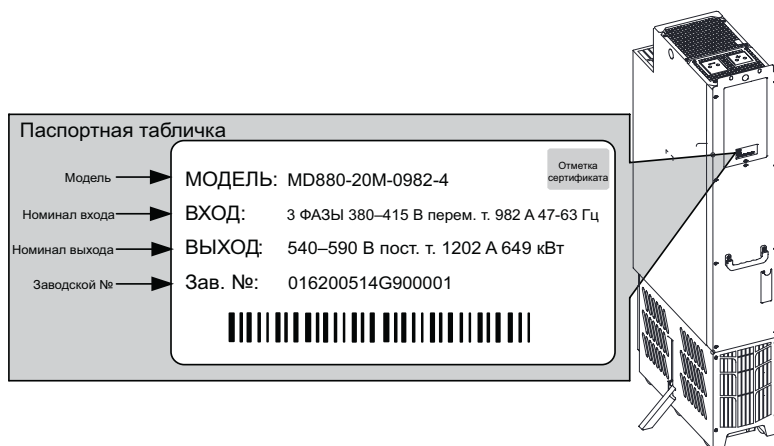 Паспортная табличка
Отметка
сертификата
Модель
МОДЕЛЬ: MD880-20M-0982-4
Номинал входа
ВХОД: 3 ФАЗЫ 380–415 В перем. т. 982 А 47-63 Гц
Номинал выхода
ВЫХОД: 540–590 В пост. т. 1202 А 649 кВт
Заводской №
Зав. №: 016200514G900001